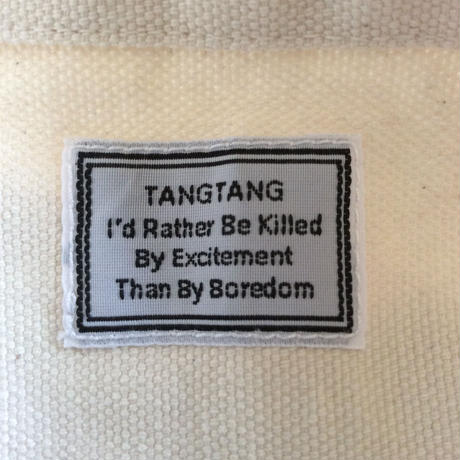 TANGTANG
I'd Rather Be Killed
By Excitement
Than By Boredom